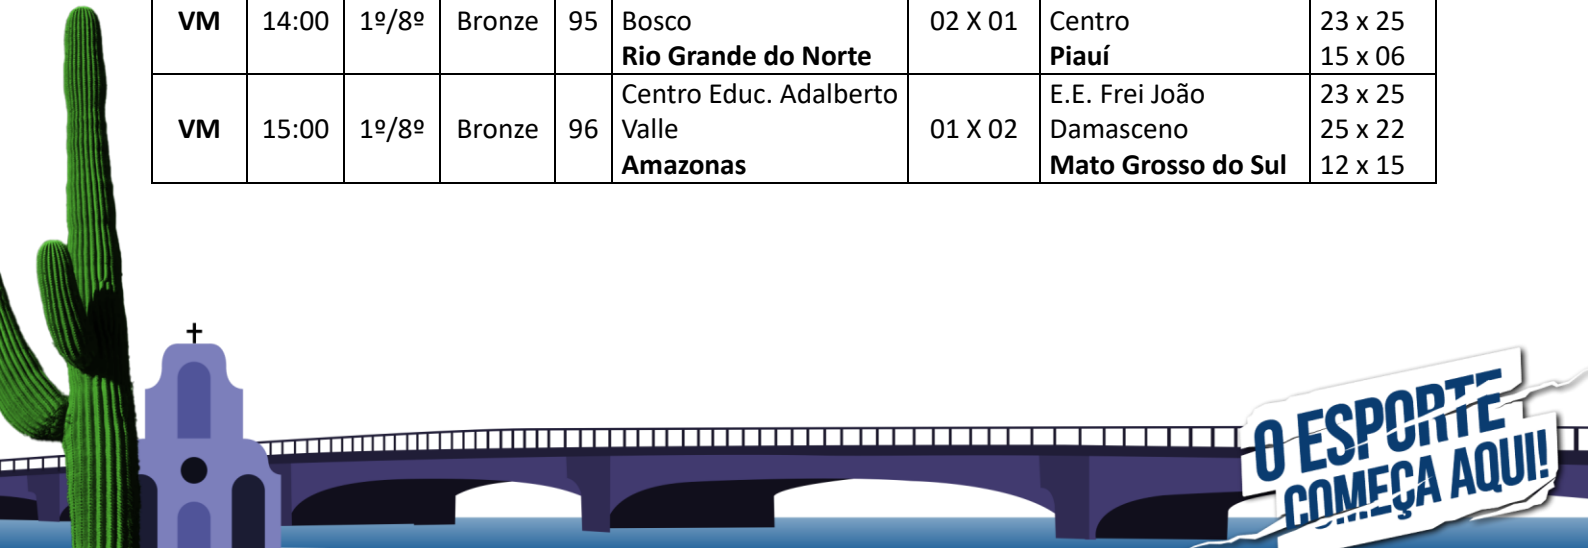 VM 14:00 1º/8º Bronze 95 Bosco 02 X 01 Centro 23 x 25
Rio Grande do Norte Piauí 15 x 06
Centro Educ. Adalberto E.E. Frei João 23 x 25
VM 15:00 1º/8º Bronze 96 Valle 01 X 02 Damasceno 25 x 22
Amazonas Mato Grosso do Sul 12 x 15
O ESPORTE
COMEÇA AQUI!